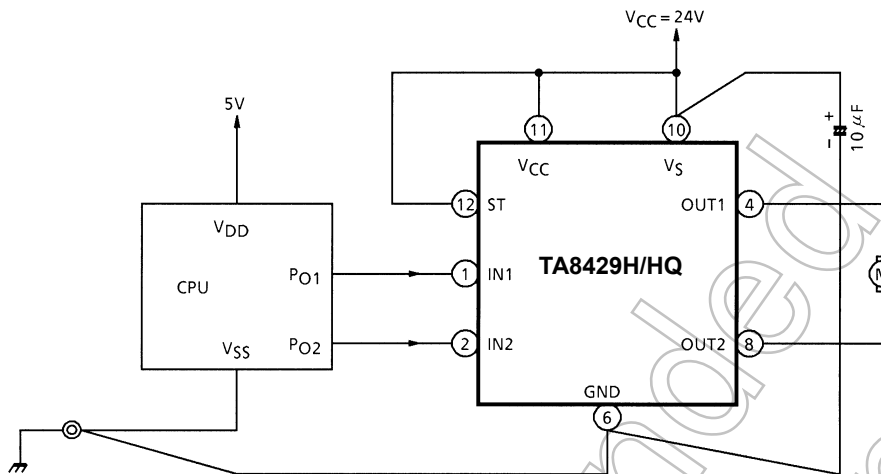 VCC = 24V
5V
11
10
+
-
10 μF
VCC
VS
12
ST
OUT1
4
VDD
TA8429H/HQ
CPU
PO1
1
IN1
M
PO2
2
IN2
OUT2
8
VSS
GND
6
nded